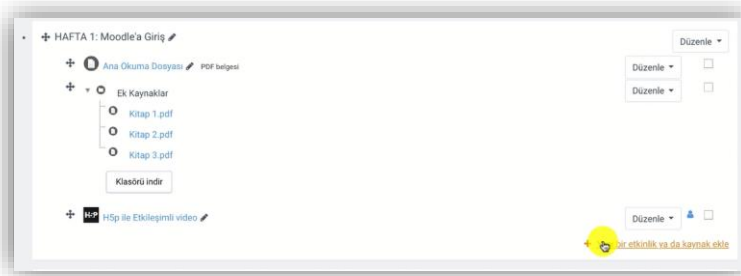 HAFTA 1: Moodle'a Giriş
Düzenle
Ana Okuma Dosyası PDF belgesi
Düzenle
Ek Kaynaklar
Düzenle
Kitap 1.pdf
Kitap 2.pdf
Kitap 3.pdf
Klasörü indir
H-P H5p ile Etkileşimli video
Düzenle
bir etkinlik ya da kaynak ekle